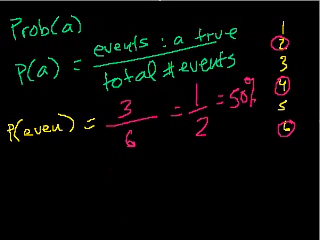 Prob(a)
P(a) = events : a true / total # events
P(even) = 3/6 = 1/2 = 50%
1
2
3
4
5
6